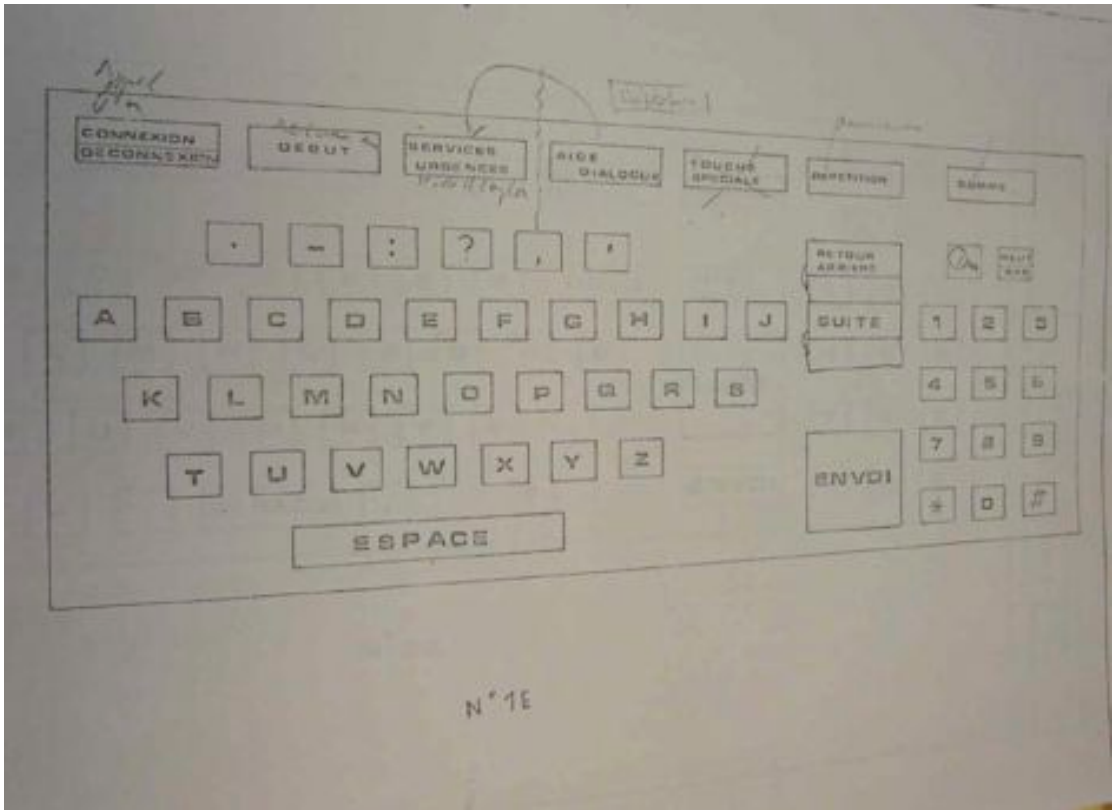 CONNEXION
DECONNEXION
DEBUT
SERVICES
URGENCES
AIDE
DIALOGUE
TOUCHE
SPECIALE
REPETITION
. – : ? , '
RETOUR
ARRIERE
A B C D E F G H I J
SUITE
1 2 3
K L M N O P Q R S
4 5 6
T U V W X Y Z
ENVOI
7 8 9
* 0 #
ESPACE
N° 1E